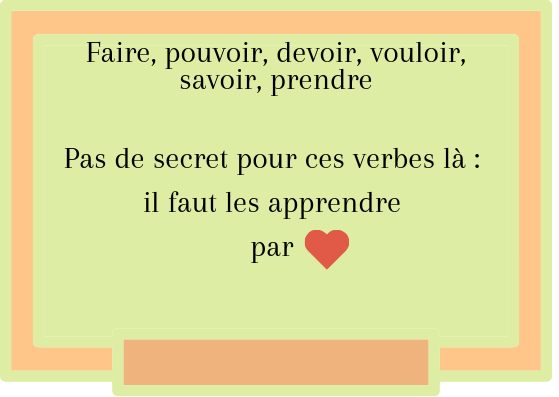 Faire, pouvoir, devoir, vouloir,
savoir, prendre
Pas de secret pour ces verbes là :
il faut les apprendre
par